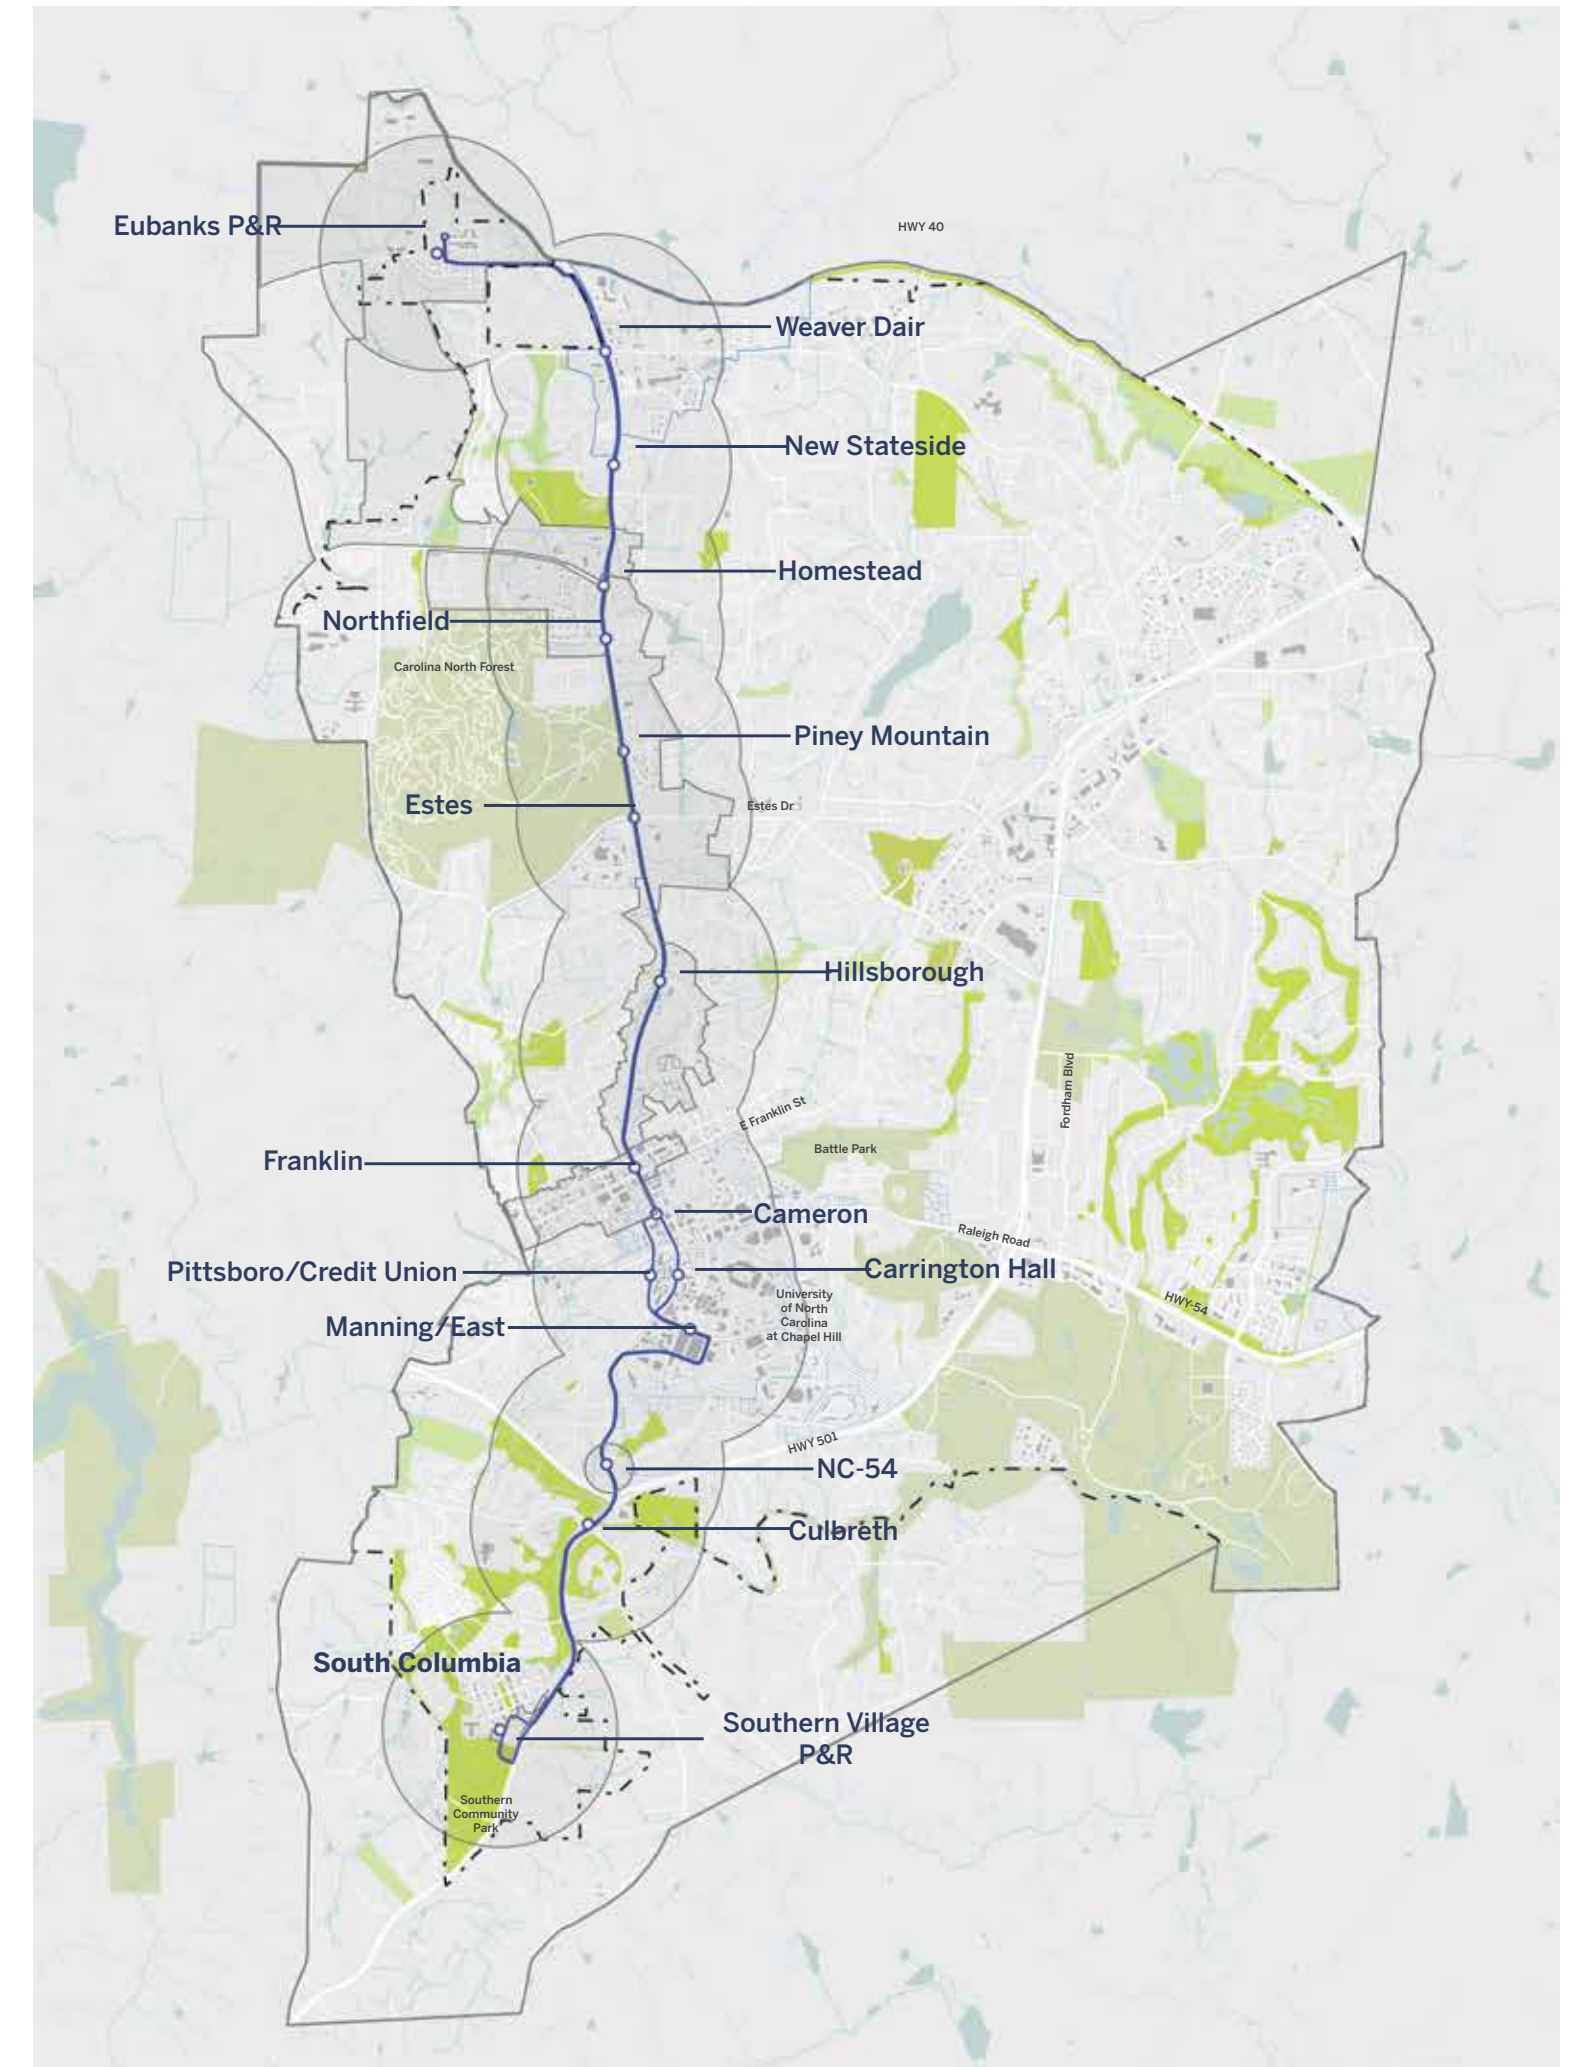 Eubanks P&R
HWY 40
Weaver Dair
New Stateside
Homestead
Northfield
Carolina North Forest
Piney Mountain
Estes
Estes Dr
Hillsborough
Fordham Blvd
E Franklin St
Battle Park
Franklin
Cameron
Raleigh Road
Pittsboro/Credit Union
Carrington Hall
HWY-54
University
of North
Carolina
at Chapel Hill
Manning/East
HWY 501
NC-54
Culbreth
South Columbia
Southern Village
P&R
Southern
Community
Park